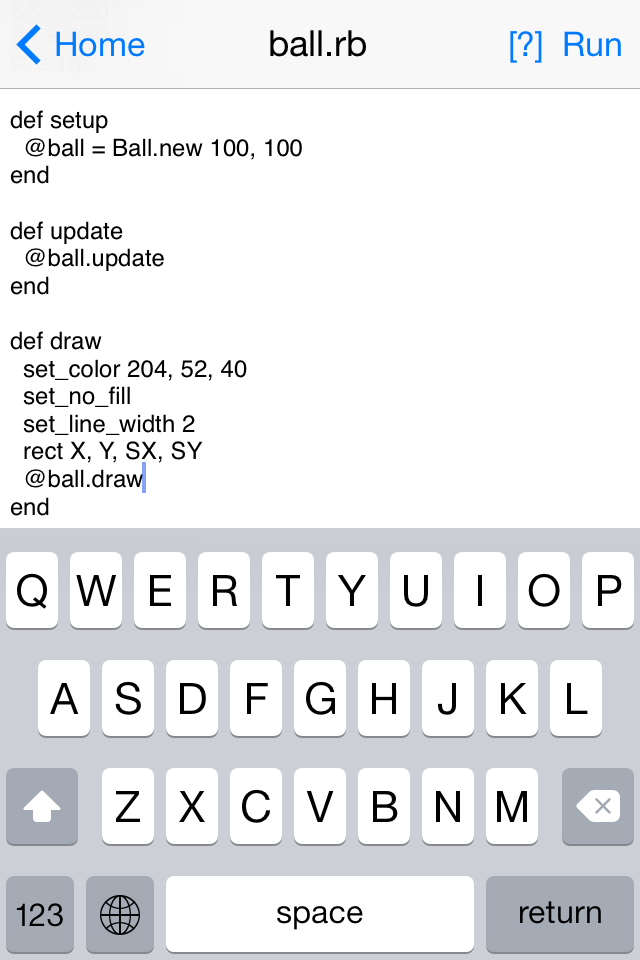 Home
ball.rb
[?]
Run
def setup
  @ball = Ball.new 100, 100
end

def update
  @ball.update
end

def draw
  set_color 204, 52, 40
  set_no_fill
  set_line_width 2
  rect X, Y, SX, SY
  @ball.draw
end
Q W E R T Y U I O P
A S D F G H J K L
Z X C V B N M
123 space return